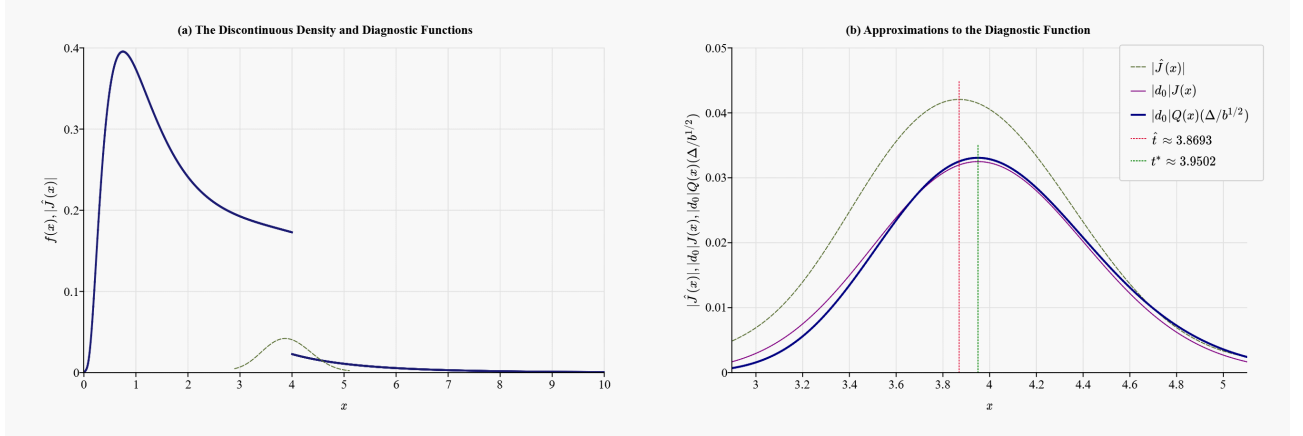 (a) The Discontinuous Density and Diagnostic Functions
f(x), |Ĵ(x)|
0.4
0.3
0.2
0.1
0
0 1 2 3 4 5 6 7 8 9 10
x
(b) Approximations to the Diagnostic Function
|Ĵ(x)|, |d₀|J(x), |d₀|Q(x)(Δ/b^{1/2})
0.05
0.04
0.03
0.02
0.01
0
3 3.2 3.4 3.6 3.8 4 4.2 4.4 4.6 4.8 5
x
|Ĵ(x)|
|d₀|J(x)
|d₀|Q(x)(Δ/b^{1/2})
t̂ ≈ 3.8693
t* ≈ 3.9502